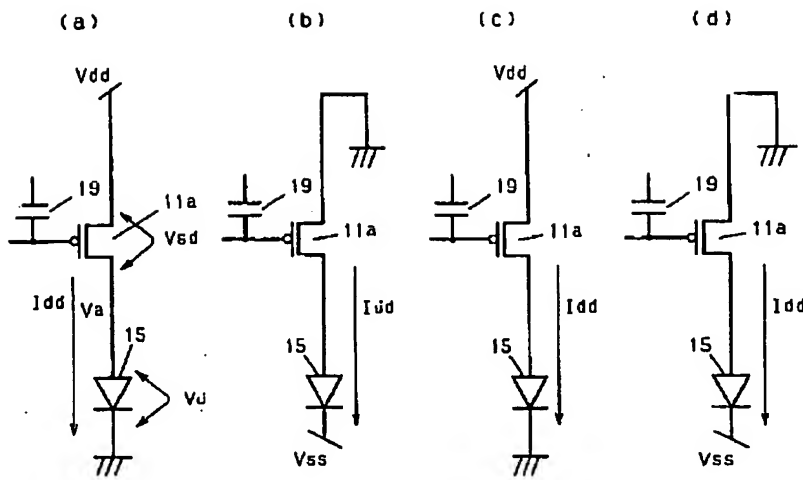 (a) (b) (c) (d)
Vdd Vdd
19 19 19 19
11a 11a 11a 11a
Vsd
Idd Va Idd Idd Idd
15 15 15 15
Vd
Vss Vss